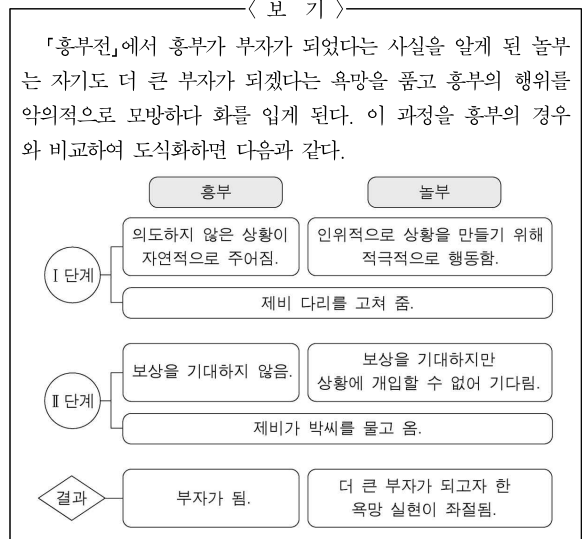 〈 보 기 〉
「흥부전」에서 흥부가 부자가 되었다는 사실을 알게 된 놀부
는 자기도 더 큰 부자가 되겠다는 욕망을 품고 흥부의 행위를
악의적으로 모방하다 화를 입게 된다. 이 과정을 흥부의 경우
와 비교하여 도식화하면 다음과 같다.
흥부
놀부
Ⅰ 단계
의도하지 않은 상황이
자연적으로 주어짐.
인위적으로 상황을 만들기 위해
적극적으로 행동함.
제비 다리를 고쳐 줌.
Ⅱ 단계
보상을 기대하지 않음.
보상을 기대하지만
상황에 개입할 수 없어 기다림.
제비가 박씨를 물고 옴.
결과
부자가 됨.
더 큰 부자가 되고자 한
욕망 실현이 좌절됨.